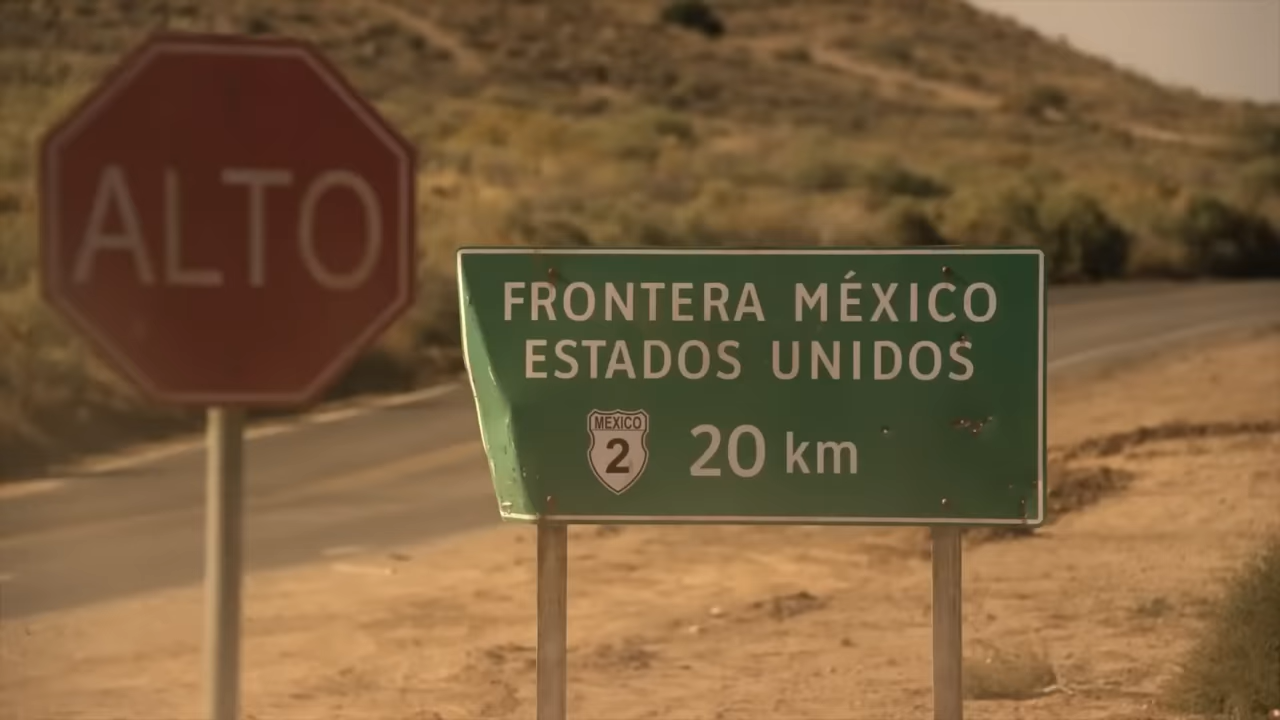 ALTO
FRONTERA MÉXICO
ESTADOS UNIDOS
MEXICO
2
20 km